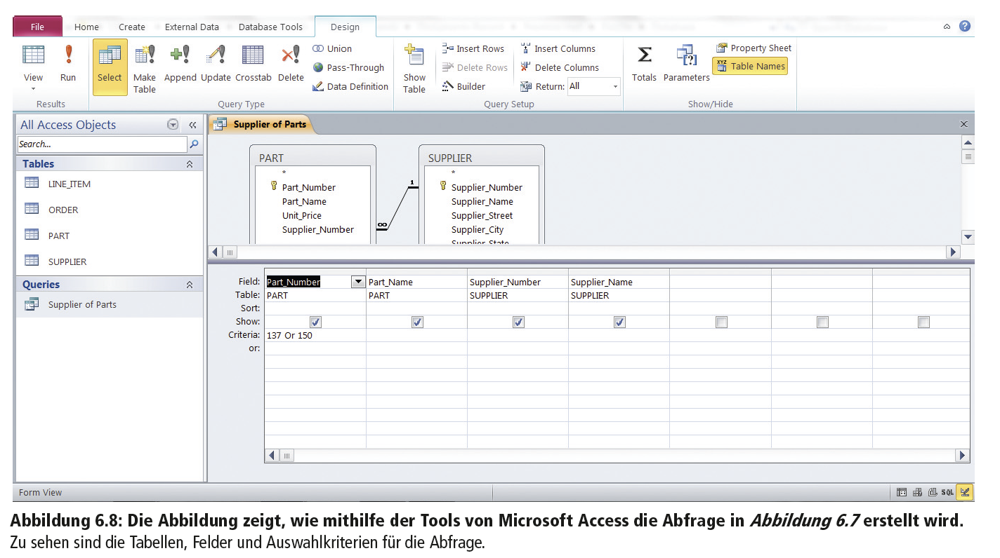 File Home Create External Data Database Tools Design
View Run Select Make Table Append Update Crosstab Delete
Union
Pass-Through
Data Definition
Show Table
Insert Rows
Delete Rows
Builder
Insert Columns
Delete Columns
Return: All
Totals Parameters
Property Sheet
Table Names
Results Query Type Query Setup Show/Hide
All Access Objects
Search...
Tables
LINE_ITEM
ORDER
PART
SUPPLIER
Queries
Supplier of Parts
Supplier of Parts
PART
*
Part_Number
Part_Name
Unit_Price
Supplier_Number
∞
1
SUPPLIER
*
Supplier_Number
Supplier_Name
Supplier_Street
Supplier_City
Supplier_State
Field: Part_Number Part_Name Supplier_Number Supplier_Name
Table: PART PART SUPPLIER SUPPLIER
Sort:
Show:
Criteria: 137 Or 150
or:
Form View SQL
Abbildung 6.8: Die Abbildung zeigt, wie mithilfe der Tools von Microsoft Access die Abfrage in Abbildung 6.7 erstellt wird.
Zu sehen sind die Tabellen, Felder und Auswahlkriterien für die Abfrage.